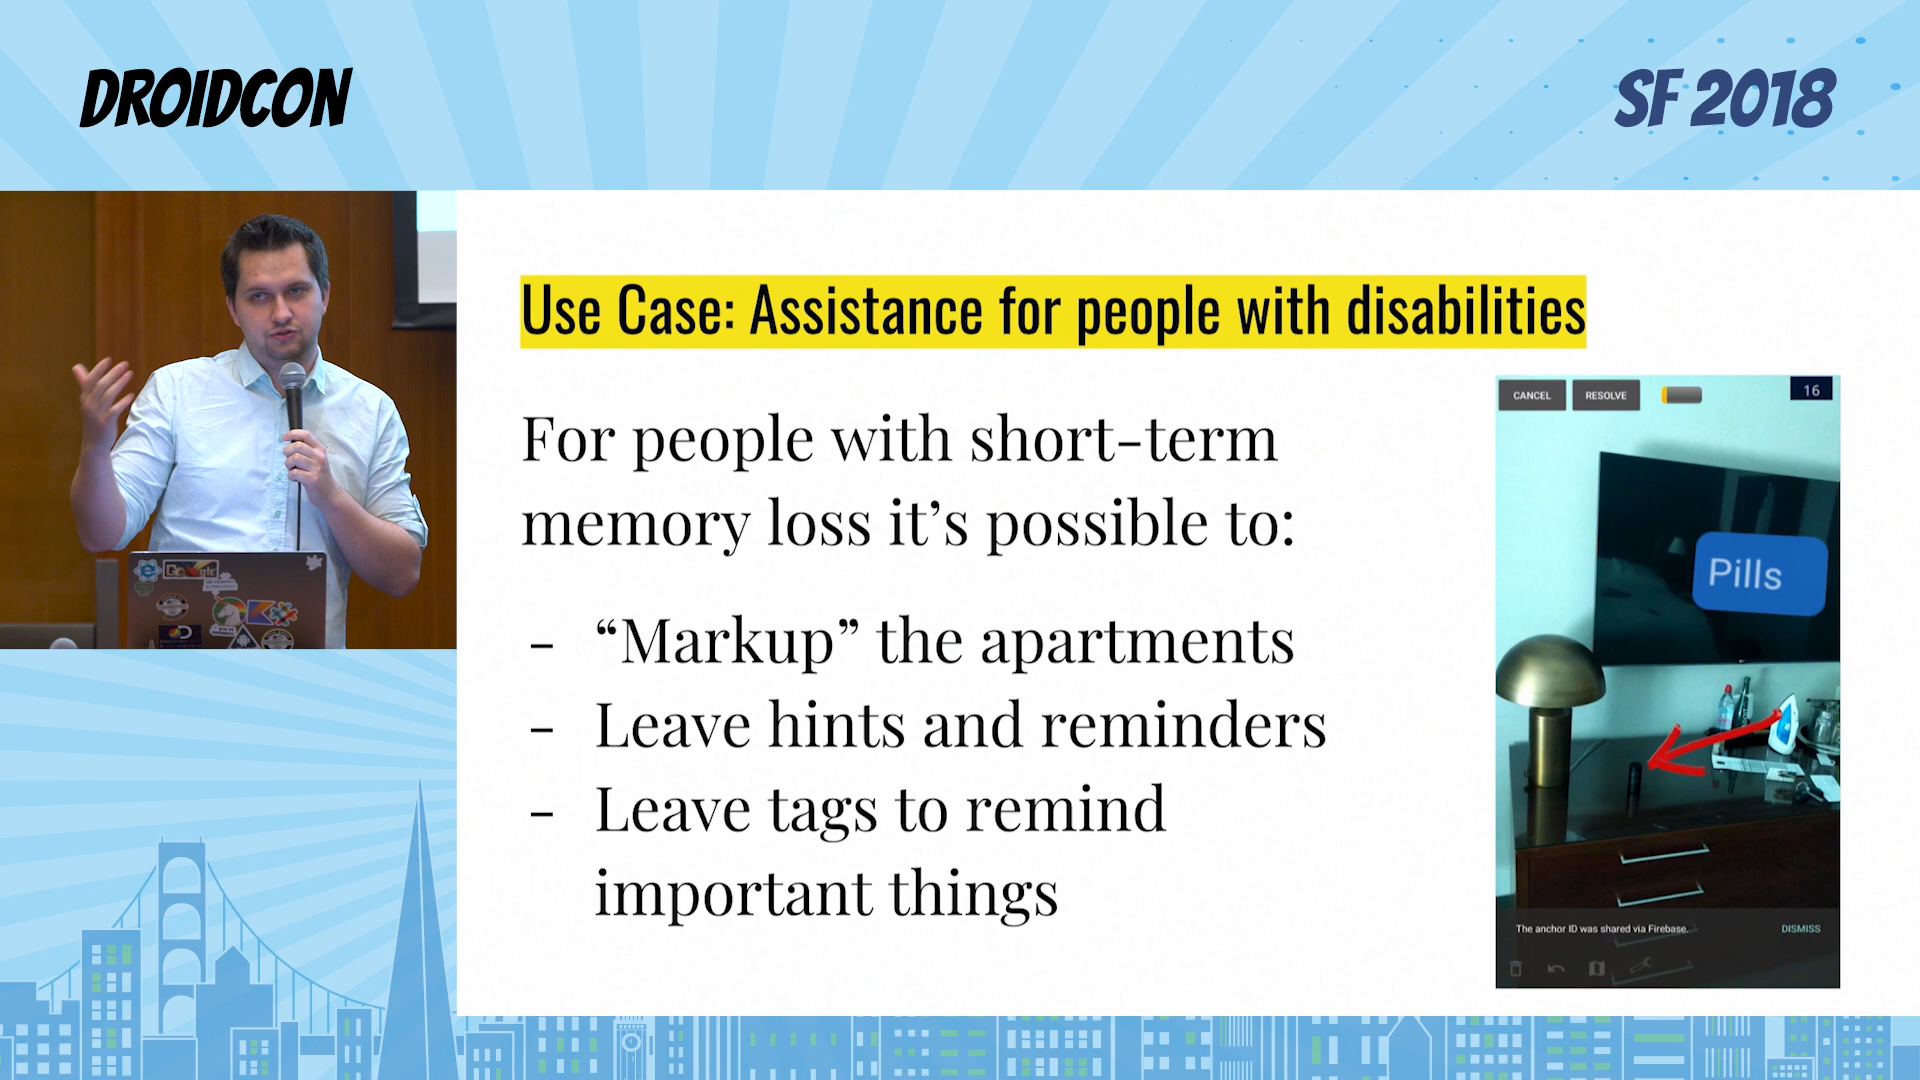 DROIDCON
SF 2018
Use Case: Assistance for people with disabilities
For people with short-term
memory loss it’s possible to:
- “Markup” the apartments
- Leave hints and reminders
- Leave tags to remind
important things
CANCEL
RESOLVE
16
Pills
The anchor ID was shared via Firebase.
DISMISS
Google